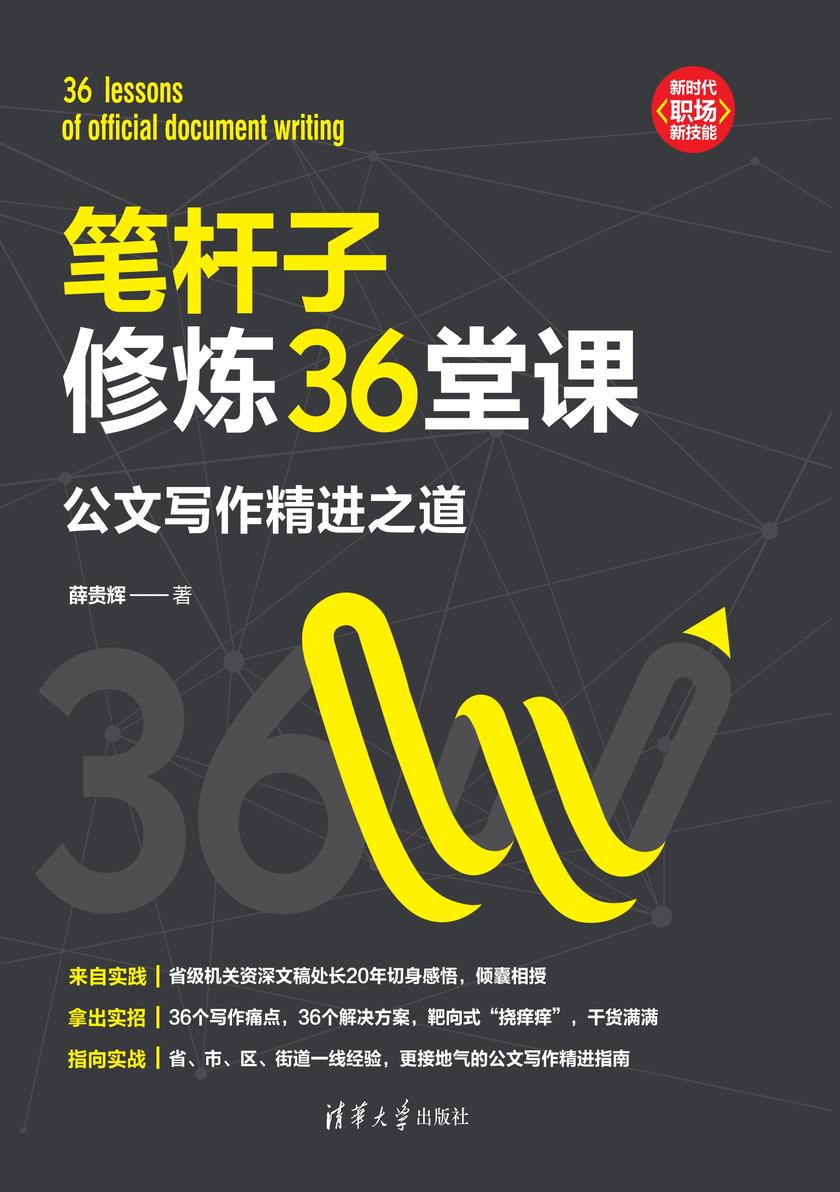 36 lessons
of official document writing
新时代
职场
新技能
笔杆子
修炼36堂课
公文写作精进之道
薛贵辉——著
36
来自实践|省级机关资深文稿处长20年切身感悟，倾囊相授
拿出实招|36个写作痛点，36个解决方案，靶向式“挠痒痒”，干货满满
指向实战|省、市、区、街道一线经验，更接地气的公文写作精进指南
清华大学出版社